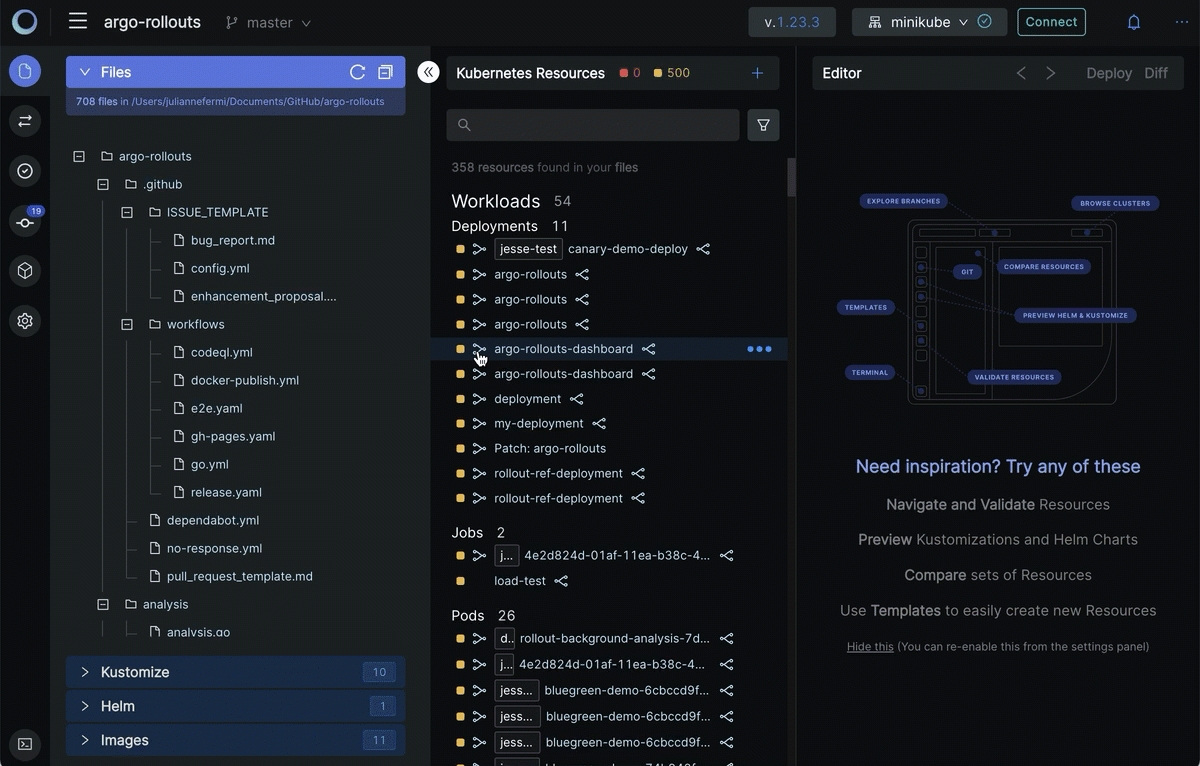 argo-rollouts
master
v.1.23.3
minikube
Connect
Files
708 files in /Users/juliannefermi/Documents/GitHub/argo-rollouts
19
argo-rollouts
.github
ISSUE_TEMPLATE
bug_report.md
config.yml
enhancement_proposal....
workflows
codeql.yml
docker-publish.yml
e2e.yaml
gh-pages.yaml
go.yml
release.yaml
dependabot.yml
no-response.yml
pull_request_template.md
analysis
analysis.go
Kustomize 10
Helm 1
Images 11
Kubernetes Resources 0 500
358 resources found in your files
Workloads 54
Deployments 11
jesse-test canary-demo-deploy
argo-rollouts
argo-rollouts
argo-rollouts
argo-rollouts-dashboard
argo-rollouts-dashboard
deployment
my-deployment
Patch: argo-rollouts
rollout-ref-deployment
rollout-ref-deployment
Jobs 2
j... 4e2d824d-01af-11ea-b38c-4...
load-test
Pods 26
d.. rollout-background-analysis-7d...
j... 4e2d824d-01af-11ea-b38c-4...
jess... bluegreen-demo-6cbccd9f...
jess... bluegreen-demo-6cbccd9f...
jess... bluegreen-demo-6cbccd9f...
Editor
Deploy Diff
EXPLORE BRANCHES
BROWSE CLUSTERS
GIT
COMPARE RESOURCES
TEMPLATES
PREVIEW HELM & KUSTOMIZE
TERMINAL
VALIDATE RESOURCES
Need inspiration? Try any of these
Navigate and Validate Resources
Preview Kustomizations and Helm Charts
Compare sets of Resources
Use Templates to easily create new Resources
Hide this (You can re-enable this from the settings panel)